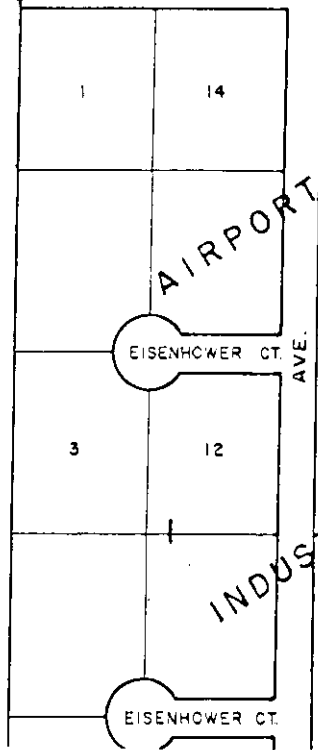 1 14
AIRPORT
EISENHOWER CT.
AVE.
3 12
INDUS
EISENHOWER CT.